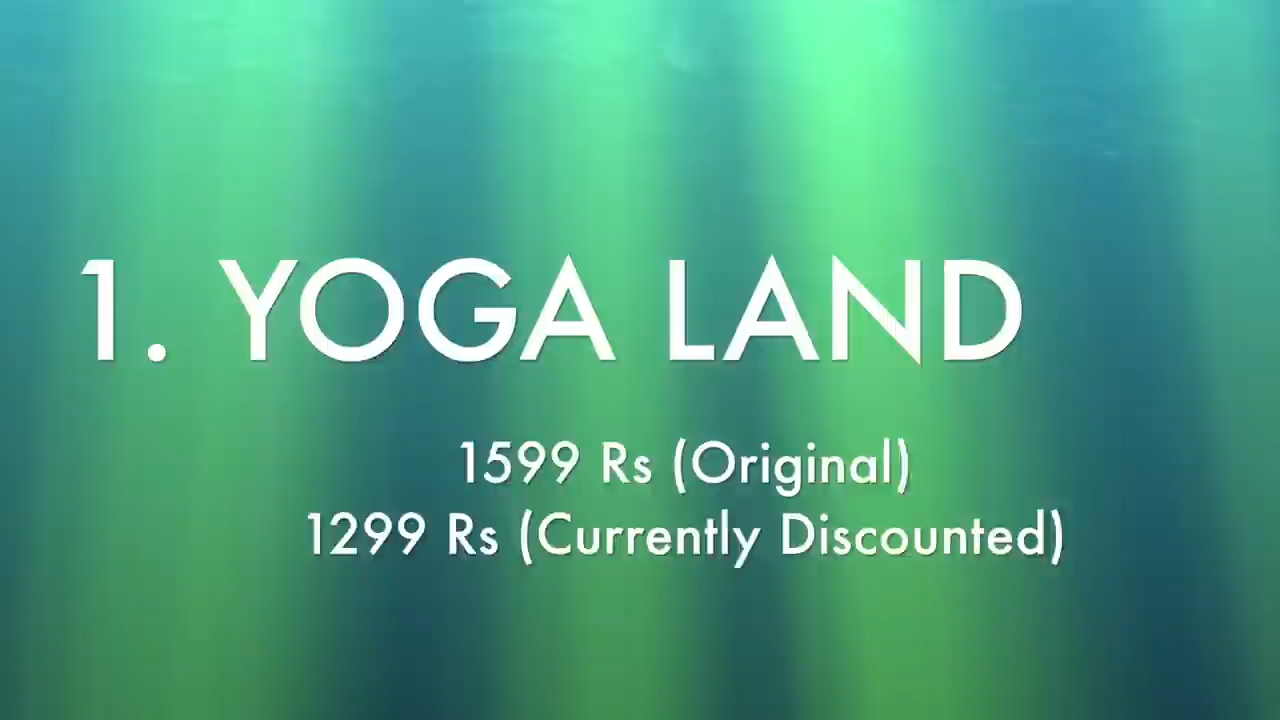 1. YOGA LAND
1599 Rs (Original)
1299 Rs (Currently Discounted)